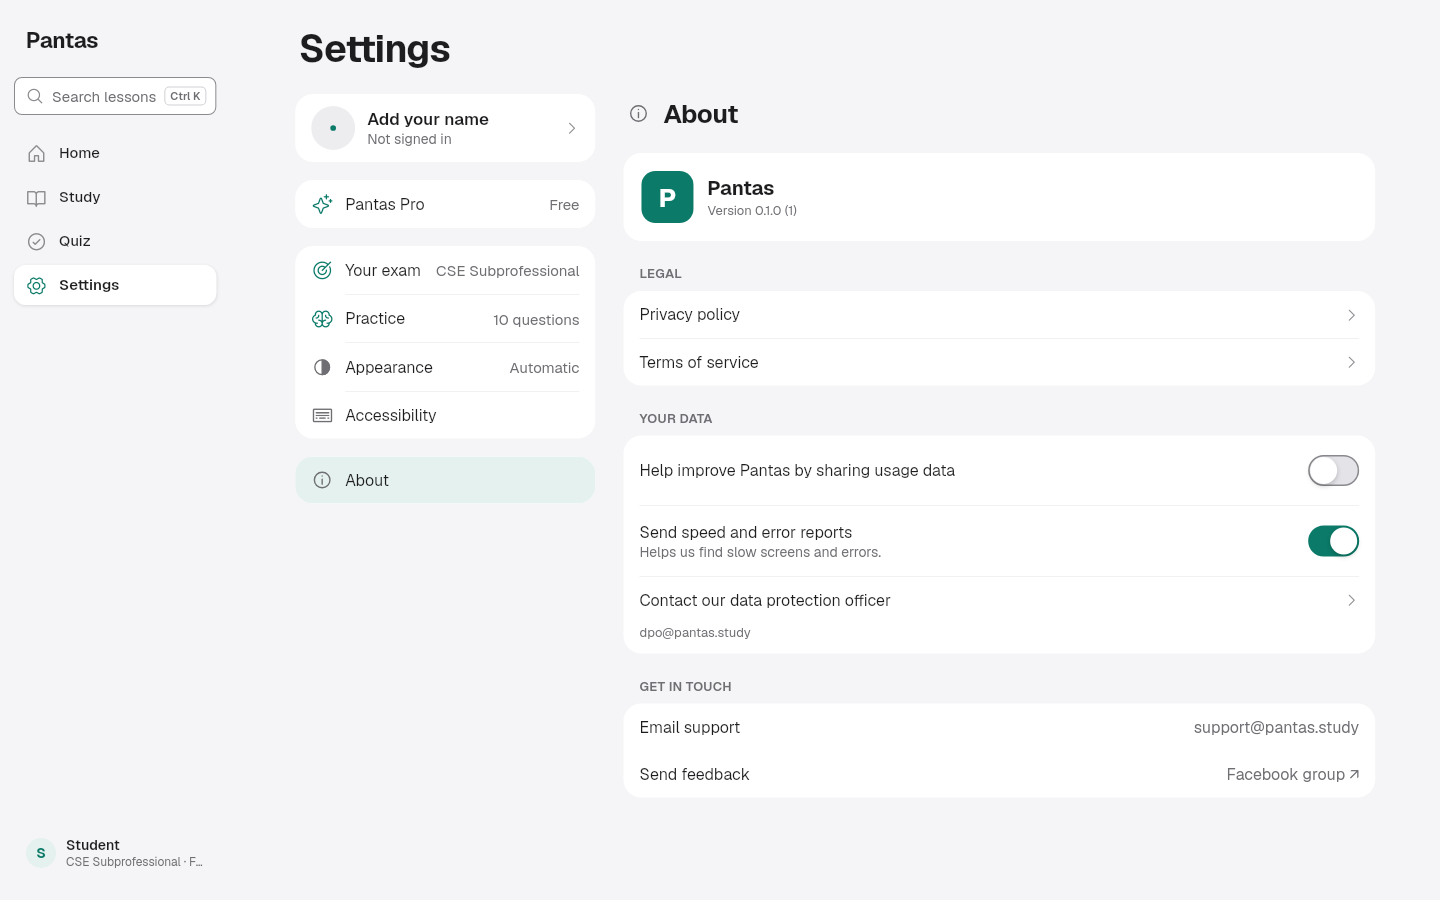 Pantas
Search lessons
Ctrl K
Home
Study
Quiz
Settings
Student
CSE Subprofessional · F...
Settings
Add your name
Not signed in
Pantas Pro
Free
Your exam
CSE Subprofessional
Practice
10 questions
Appearance
Automatic
Accessibility
About
About
P
Pantas
Version 0.1.0 (1)
LEGAL
Privacy policy
Terms of service
YOUR DATA
Help improve Pantas by sharing usage data
Send speed and error reports
Helps us find slow screens and errors.
Contact our data protection officer
dpo@pantas.study
GET IN TOUCH
Email support
support@pantas.study
Send feedback
Facebook group
S